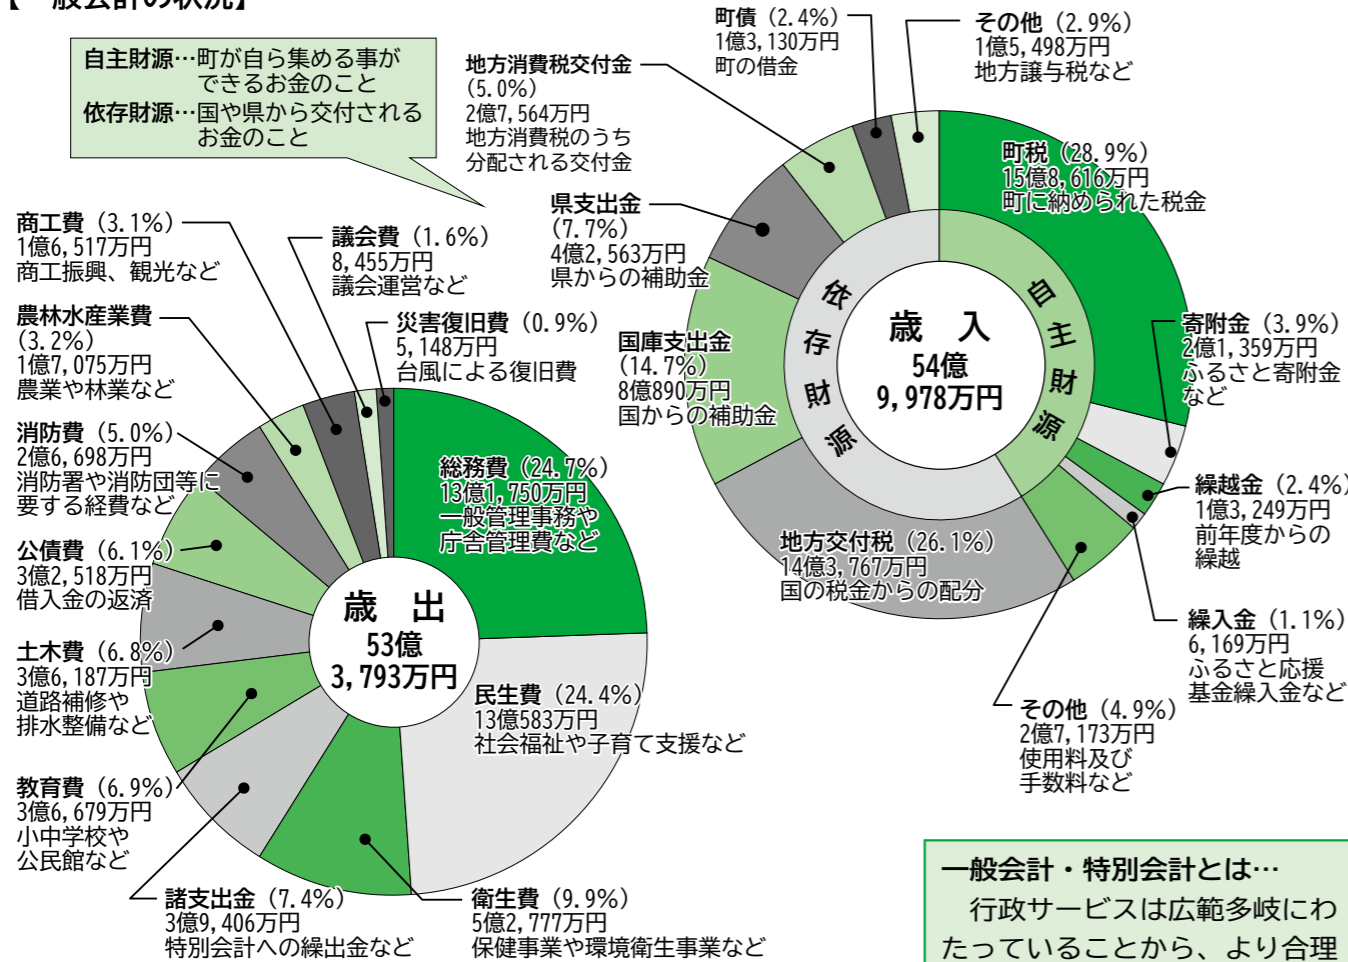 【一般会計の状況】
自主財源…町が自ら集める事が
できるお金のこと
依存財源…国や県から交付される
お金のこと
町債（2.4%）
1億3,130万円
町の借金
その他（2.9%）
1億5,498万円
地方譲与税など
地方消費税交付金
（5.0%）
2億7,564万円
地方消費税のうち
分配される交付金
県支出金
（7.7%）
4億2,563万円
県からの補助金
国庫支出金
（14.7%）
8億890万円
国からの補助金
地方交付税（26.1%）
14億3,767万円
国の税金からの配分
町税（28.9%）
15億8,616万円
町に納められた税金
寄附金（3.9%）
2億1,359万円
ふるさと寄附金
など
繰越金（2.4%）
1億3,249万円
前年度からの
繰越
繰入金（1.1%）
6,169万円
ふるさと応援
基金繰入金など
その他（4.9%）
2億7,173万円
使用料及び
手数料など
依存財源
自主財源
歳　入
54億
9,978万円
商工費（3.1%）
1億6,517万円
商工振興、観光など
農林水産業費
（3.2%）
1億7,075万円
農業や林業など
消防費（5.0%）
2億6,698万円
消防署や消防団等に
要する経費など
公債費（6.1%）
3億2,518万円
借入金の返済
土木費（6.8%）
3億6,187万円
道路補修や
排水整備など
教育費（6.9%）
3億6,679万円
小中学校や
公民館など
諸支出金（7.4%）
3億9,406万円
特別会計への繰出金など
衛生費（9.9%）
5億2,777万円
保健事業や環境衛生事業など
民生費（24.4%）
13億583万円
社会福祉や子育て支援など
総務費（24.7%）
13億1,750万円
一般管理事務や
庁舎管理費など
議会費（1.6%）
8,455万円
議会運営など
災害復旧費（0.9%）
5,148万円
台風による復旧費
歳　出
53億
3,793万円
一般会計・特別会計とは…
行政サービスは広範多岐にわ
たっていることから、より合理